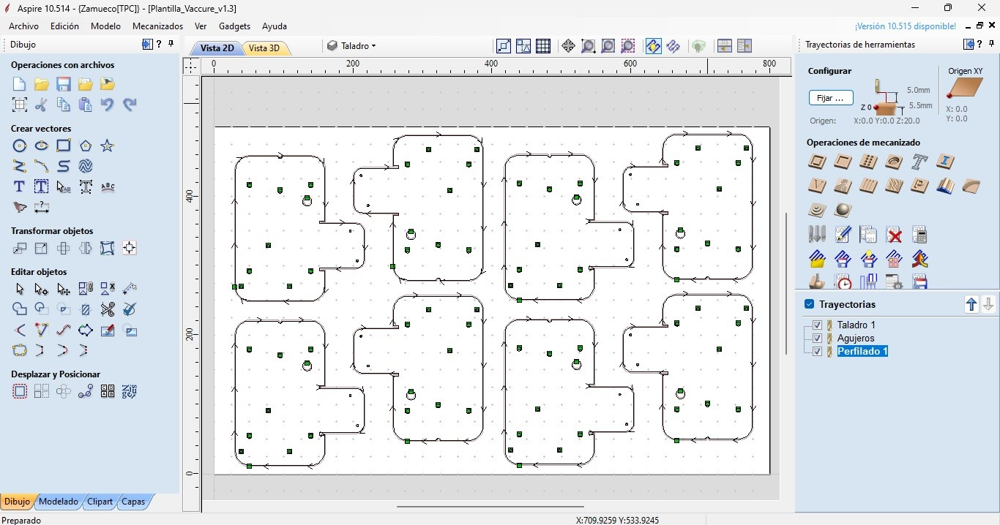 Aspire 10.514 - {Zamueco[TPC]} - [Plantilla_Vaccure_v1.3]
Archivo Edición Modelo Mecanizados Ver Gadgets Ayuda
¡Versión 10.515 disponible!
Dibujo
Vista 2D Vista 3D
Taladro
Trayectorias de herramientas
Operaciones con archivos
Crear vectores
Transformar objetos
Editar objetos
Desplazar y Posicionar
Dibujo Modelado Clipart Capas
0 200 400 600 800
400
200
0
Configurar
Fijar ...
Z 0
5.0mm
5.5mm
Origen XY
X: 0.0
Y: 0.0
Origen: X:0.0 Y:0.0 Z:20.0
Operaciones de mecanizado
Trayectorias
Taladro 1
Agujeros
Perfilado 1
Preparado
X:709.9259 Y:533.9245